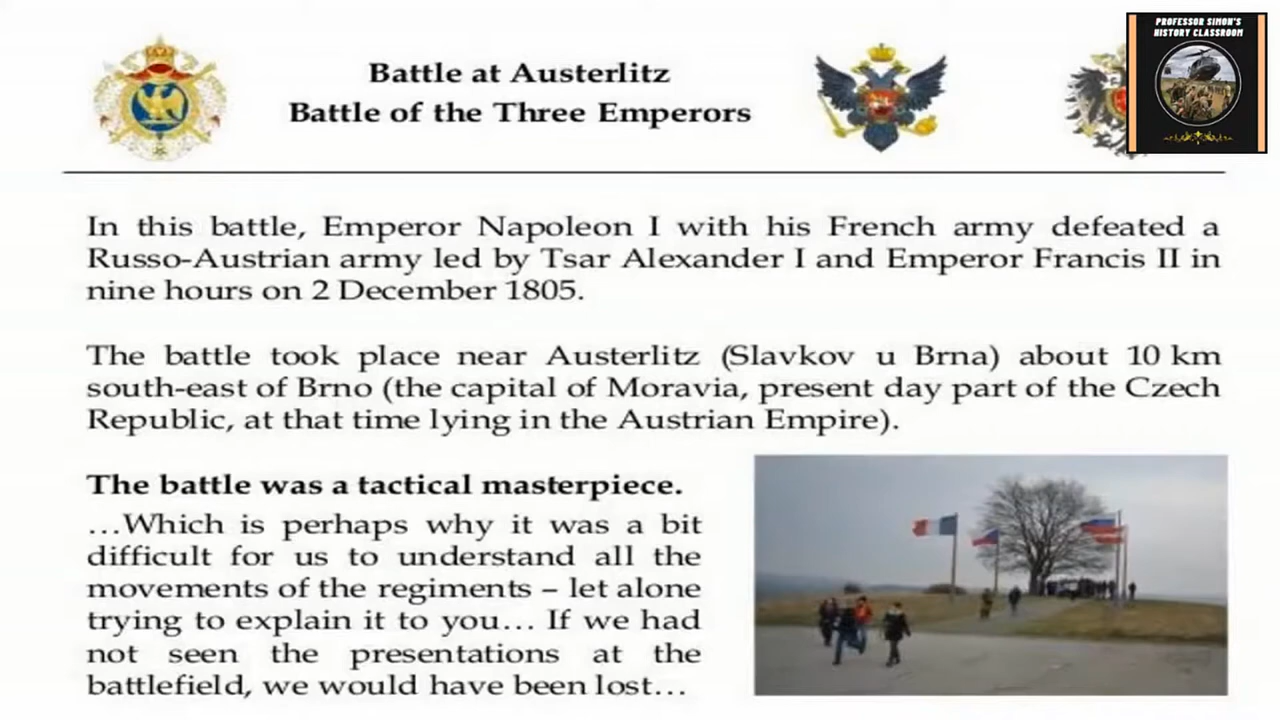 PROFESSOR SIMON'S
HISTORY CLASSROOM
Battle at Austerlitz
Battle of the Three Emperors
In this battle, Emperor Napoleon I with his French army defeated a
Russo-Austrian army led by Tsar Alexander I and Emperor Francis II in
nine hours on 2 December 1805.
The battle took place near Austerlitz (Slavkov u Brna) about 10 km
south-east of Brno (the capital of Moravia, present day part of the Czech
Republic, at that time lying in the Austrian Empire).
The battle was a tactical masterpiece.
…Which is perhaps why it was a bit
difficult for us to understand all the
movements of the regiments – let alone
trying to explain it to you… If we had
not seen the presentations at the
battlefield, we would have been lost…